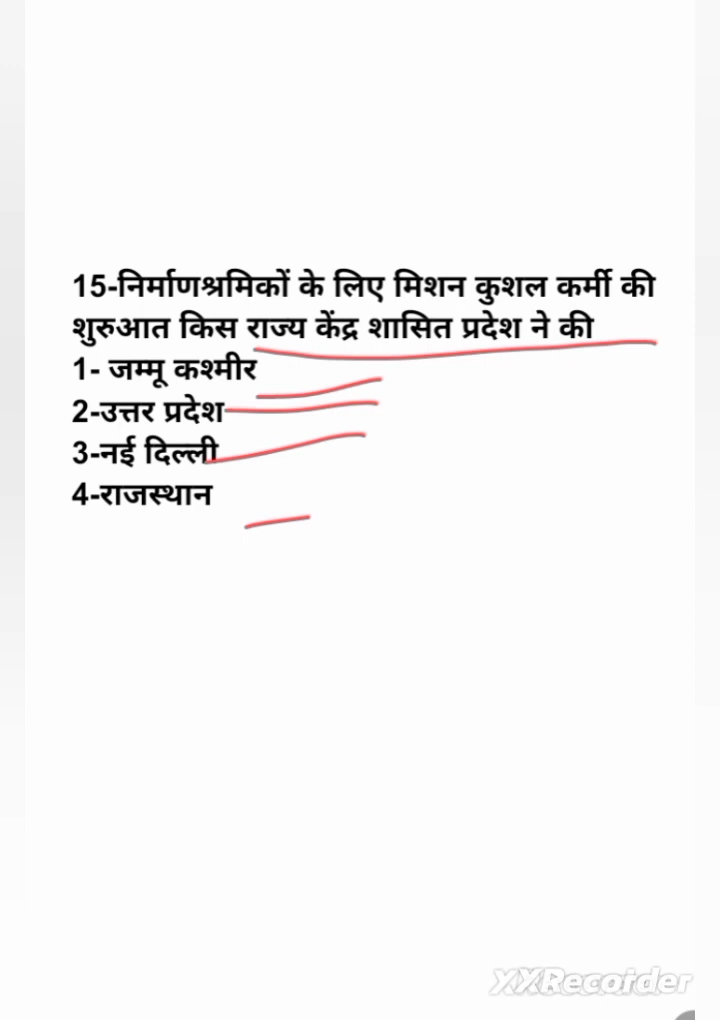 15-निर्माणश्रमिकों के लिए मिशन कुशल कर्मी की
शुरुआत किस राज्य केंद्र शासित प्रदेश ने की
1- जम्मू कश्मीर
2-उत्तर प्रदेश
3-नई दिल्ली
4-राजस्थान
XXRecorder